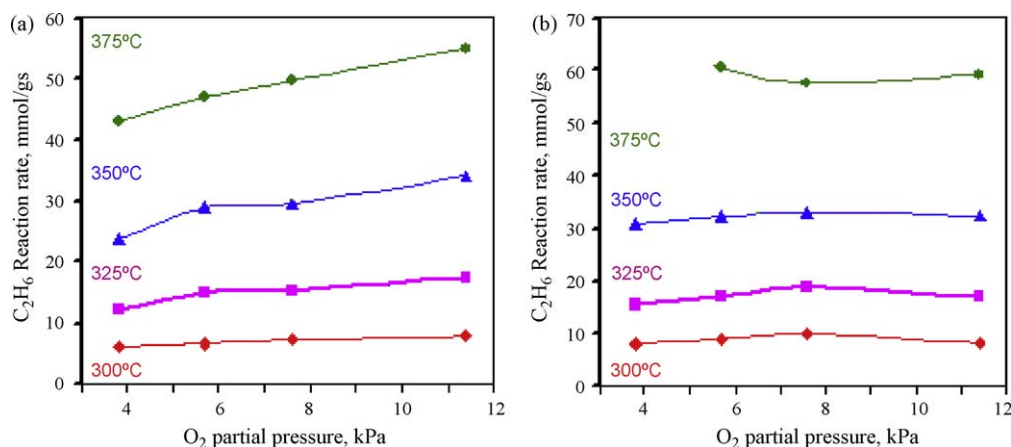 (a)
C₂H₆ Reaction rate, mmol/gs
60
50
40
30
20
10
0
375ºC
350ºC
325ºC
300ºC
4 6 8 10 12
O₂ partial pressure, kPa
(b)
C₂H₆ Reaction rate, mmol/gs
70
60
50
40
30
20
10
0
375ºC
350ºC
325ºC
300ºC
4 6 8 10 12
O₂ partial pressure, kPa